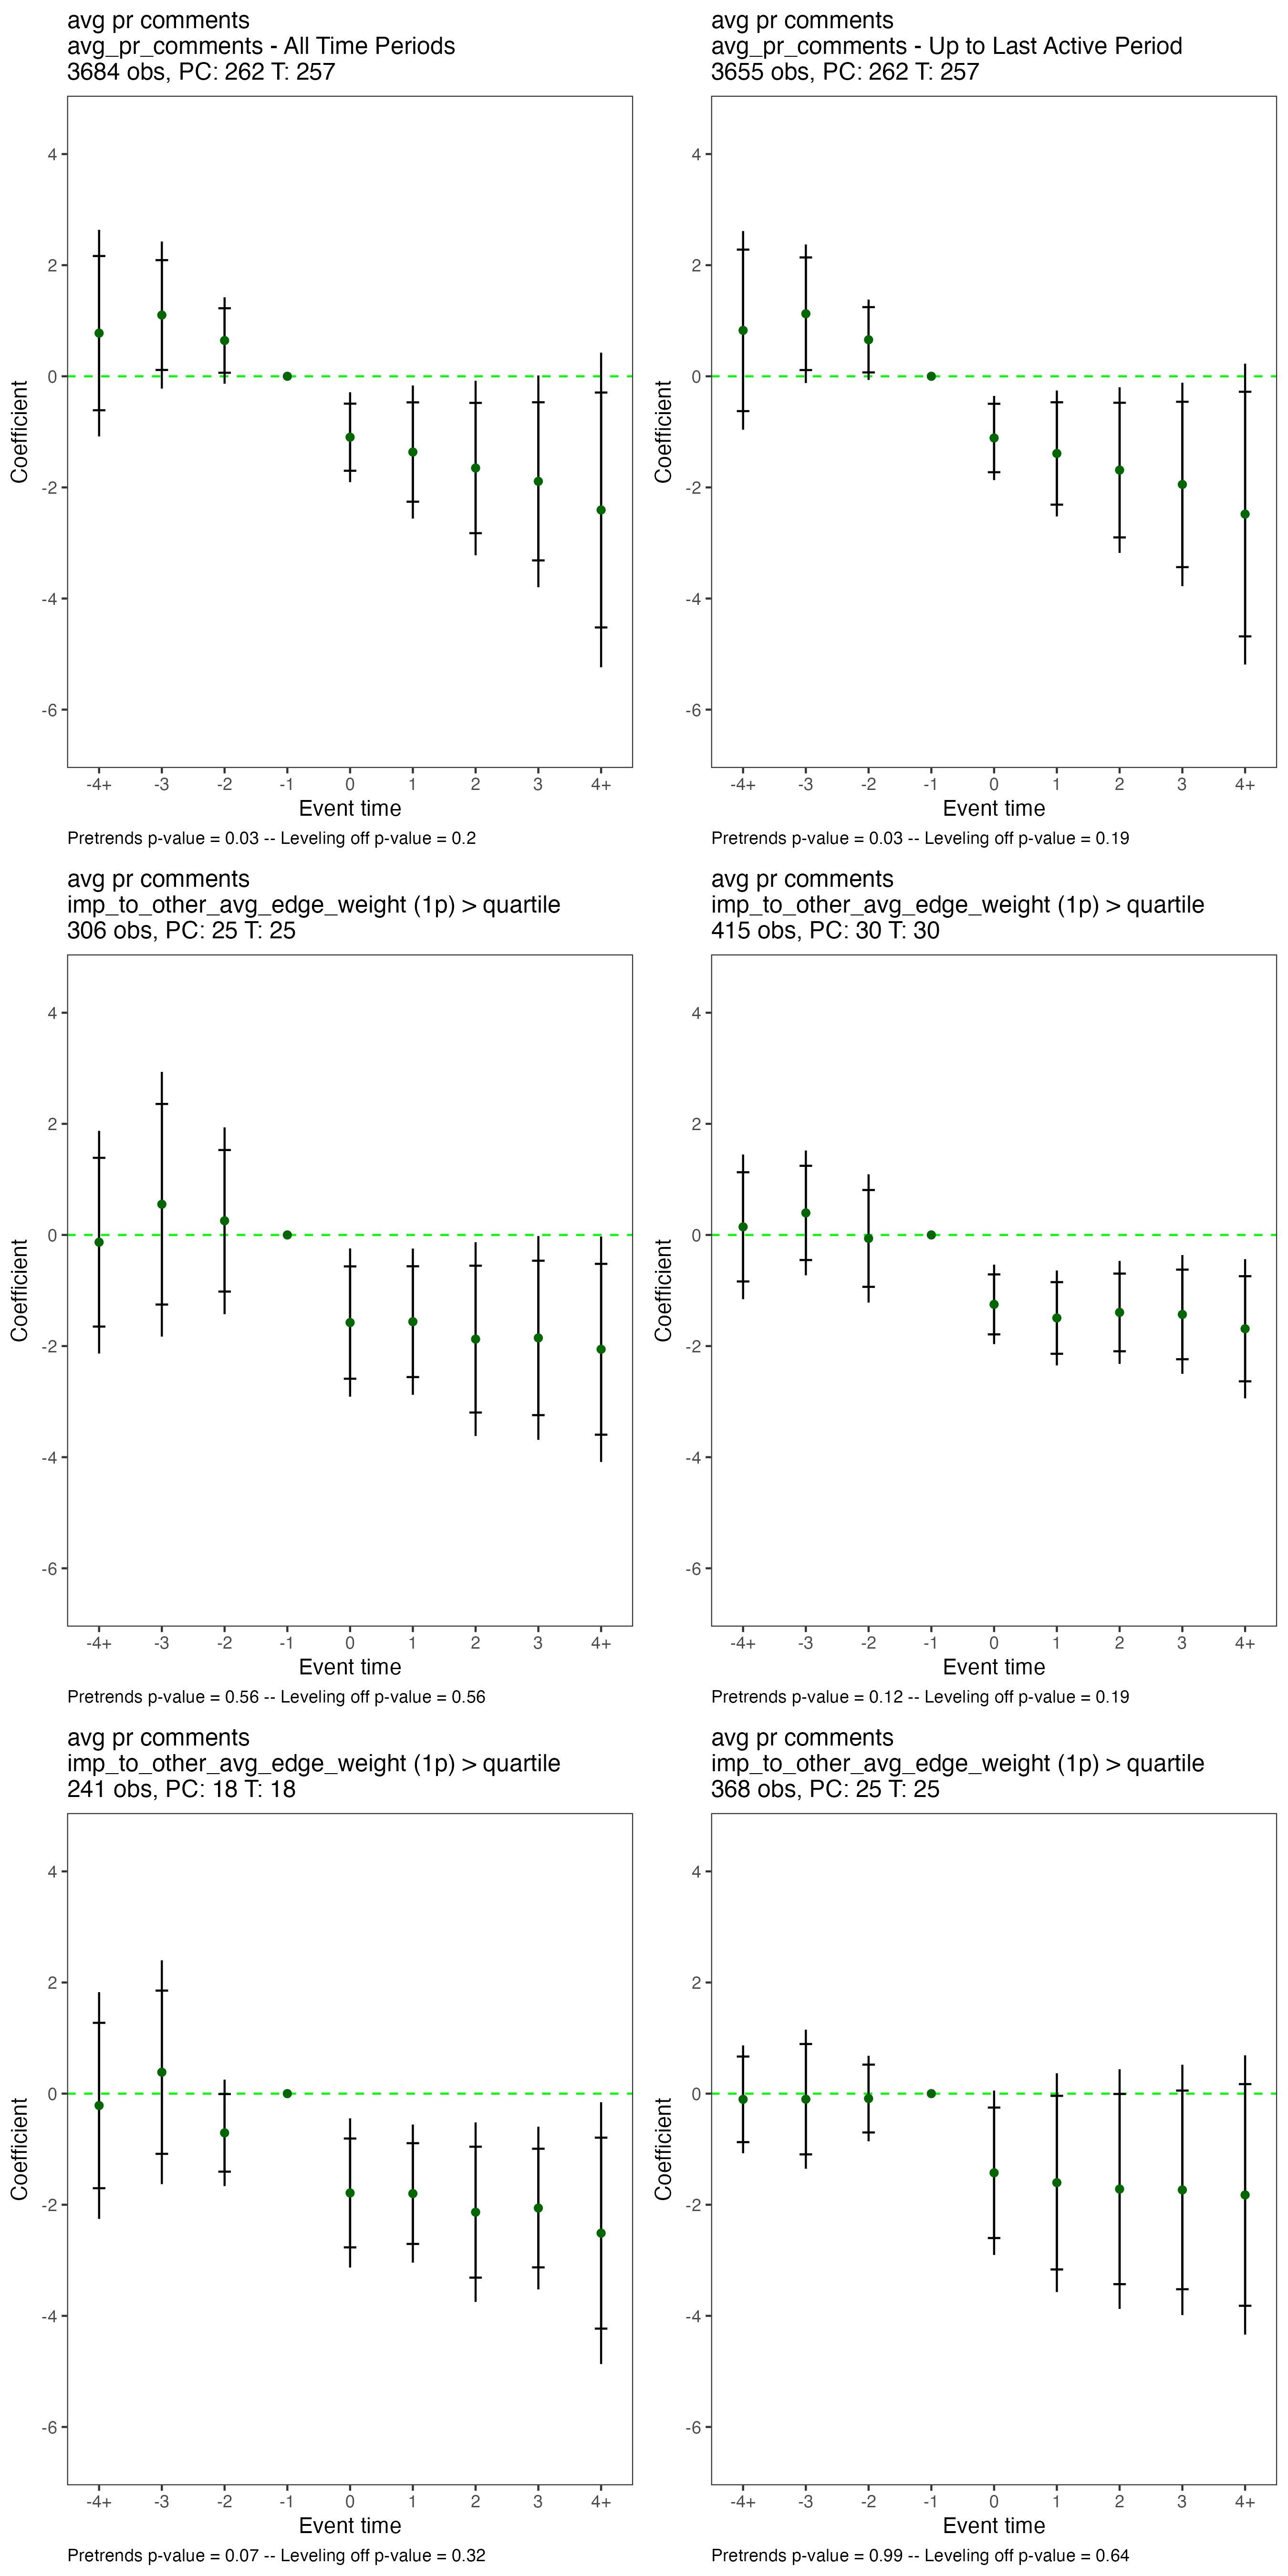 avg pr comments
avg_pr_comments - All Time Periods
3684 obs, PC: 262 T: 257
Coefficient
4
2
0
-2
-4
-6
-4+ -3 -2 -1 0 1 2 3 4+
Event time
Pretrends p-value = 0.03 -- Leveling off p-value = 0.2
avg pr comments
avg_pr_comments - Up to Last Active Period
3655 obs, PC: 262 T: 257
Coefficient
4
2
0
-2
-4
-6
-4+ -3 -2 -1 0 1 2 3 4+
Event time
Pretrends p-value = 0.03 -- Leveling off p-value = 0.19
avg pr comments
imp_to_other_avg_edge_weight (1p) > quartile
306 obs, PC: 25 T: 25
Coefficient
4
2
0
-2
-4
-6
-4+ -3 -2 -1 0 1 2 3 4+
Event time
Pretrends p-value = 0.56 -- Leveling off p-value = 0.56
avg pr comments
imp_to_other_avg_edge_weight (1p) > quartile
415 obs, PC: 30 T: 30
Coefficient
4
2
0
-2
-4
-6
-4+ -3 -2 -1 0 1 2 3 4+
Event time
Pretrends p-value = 0.12 -- Leveling off p-value = 0.19
avg pr comments
imp_to_other_avg_edge_weight (1p) > quartile
241 obs, PC: 18 T: 18
Coefficient
4
2
0
-2
-4
-6
-4+ -3 -2 -1 0 1 2 3 4+
Event time
Pretrends p-value = 0.07 -- Leveling off p-value = 0.32
avg pr comments
imp_to_other_avg_edge_weight (1p) > quartile
368 obs, PC: 25 T: 25
Coefficient
4
2
0
-2
-4
-6
-4+ -3 -2 -1 0 1 2 3 4+
Event time
Pretrends p-value = 0.99 -- Leveling off p-value = 0.64